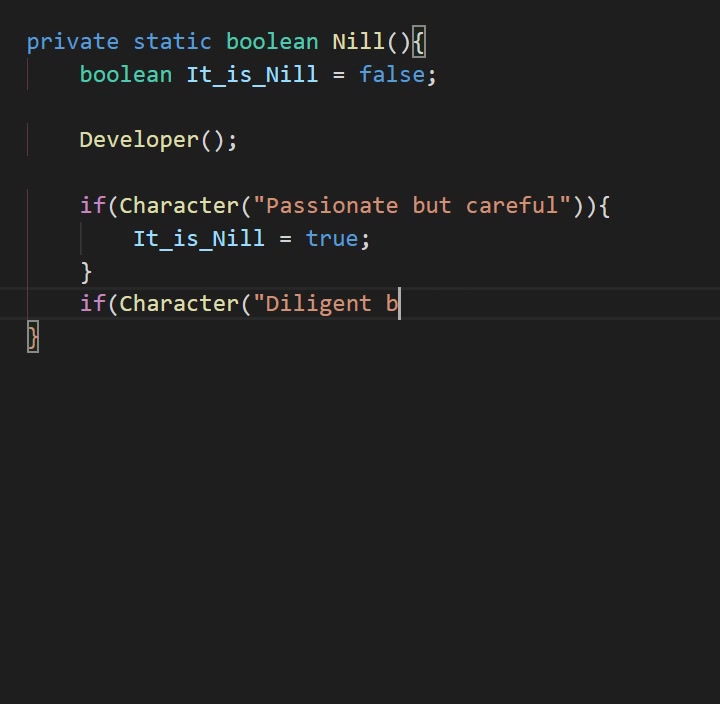 private static boolean Nill(){
    boolean It_is_Nill = false;
    Developer();
    if(Character("Passionate but careful")){
        It_is_Nill = true;
    }
    if(Character("Diligent b
}